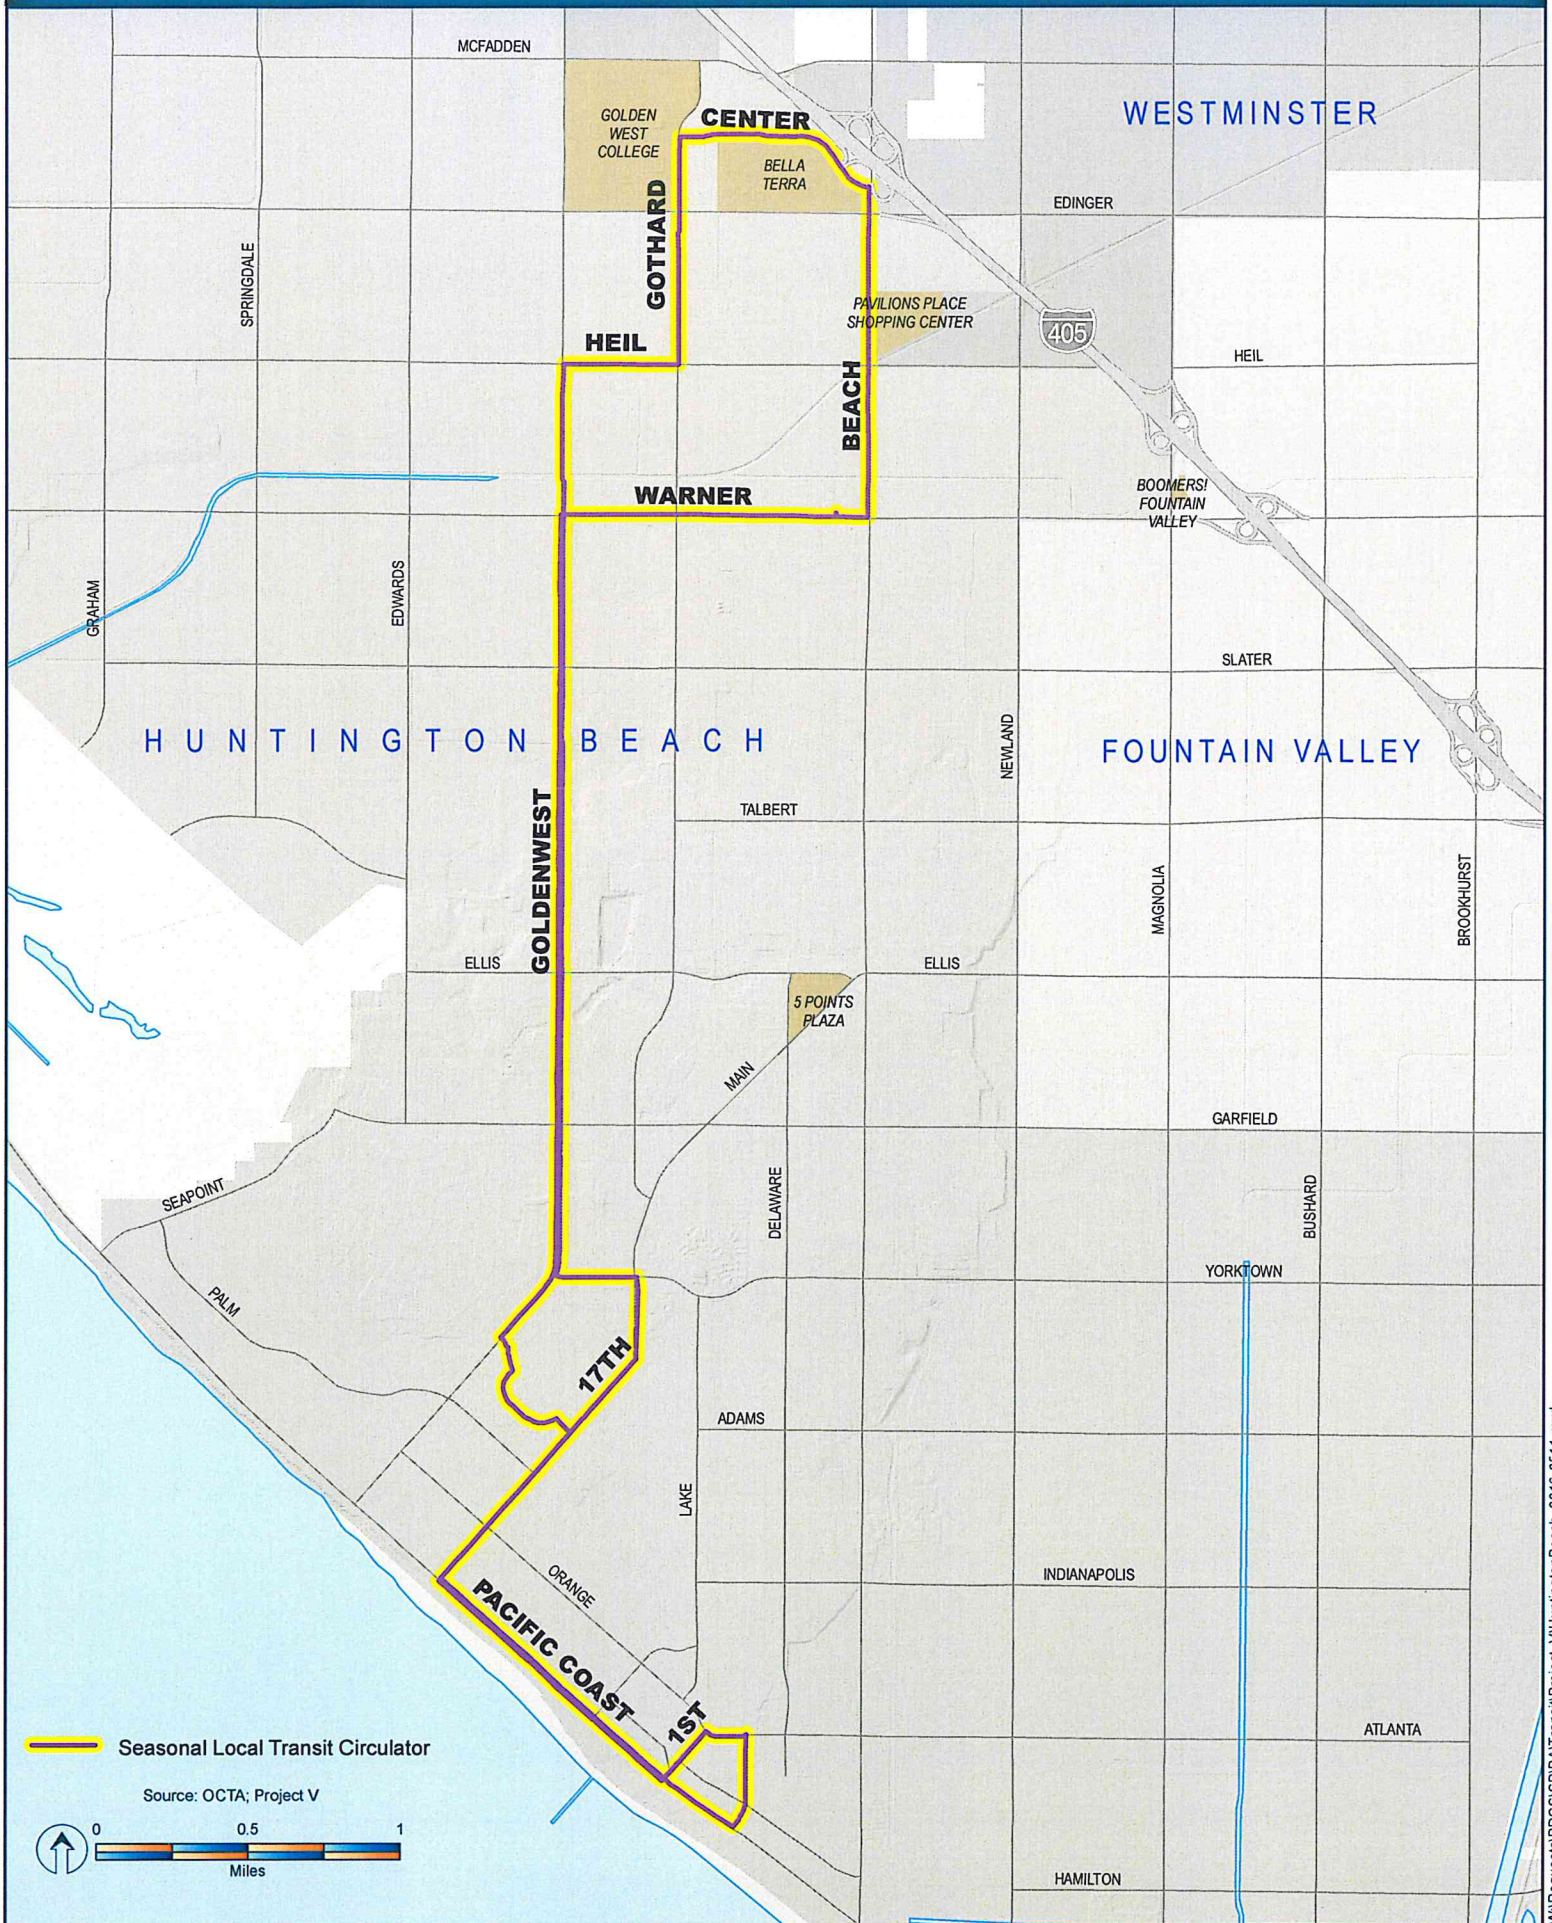 MCFADDEN
GOLDEN
WEST
COLLEGE
CENTER
WESTMINSTER
BELLA
TERRA
EDINGER
GOTHARD
SPRINGDALE
PAVILIONS PLACE
SHOPPING CENTER
405
HEIL
HEIL
BEACH
WARNER
BOOMERS!
FOUNTAIN
VALLEY
GRAHAM
EDWARDS
SLATER
HUNTINGTON BEACH
NEWLAND
FOUNTAIN VALLEY
GOLDENWEST
TALBERT
MAGNOLIA
BROOKHURST
ELLIS
ELLIS
5 POINTS
PLAZA
MAIN
GARFIELD
SEAPOINT
DELAWARE
BUSHARD
YORKTOWN
PALM
17TH
ADAMS
LAKE
ORANGE
INDIANAPOLIS
PACIFIC COAST
1ST
ATLANTA
Seasonal Local Transit Circulator
Source: OCTA; Project V
0 0.5 1
Miles
HAMILTON